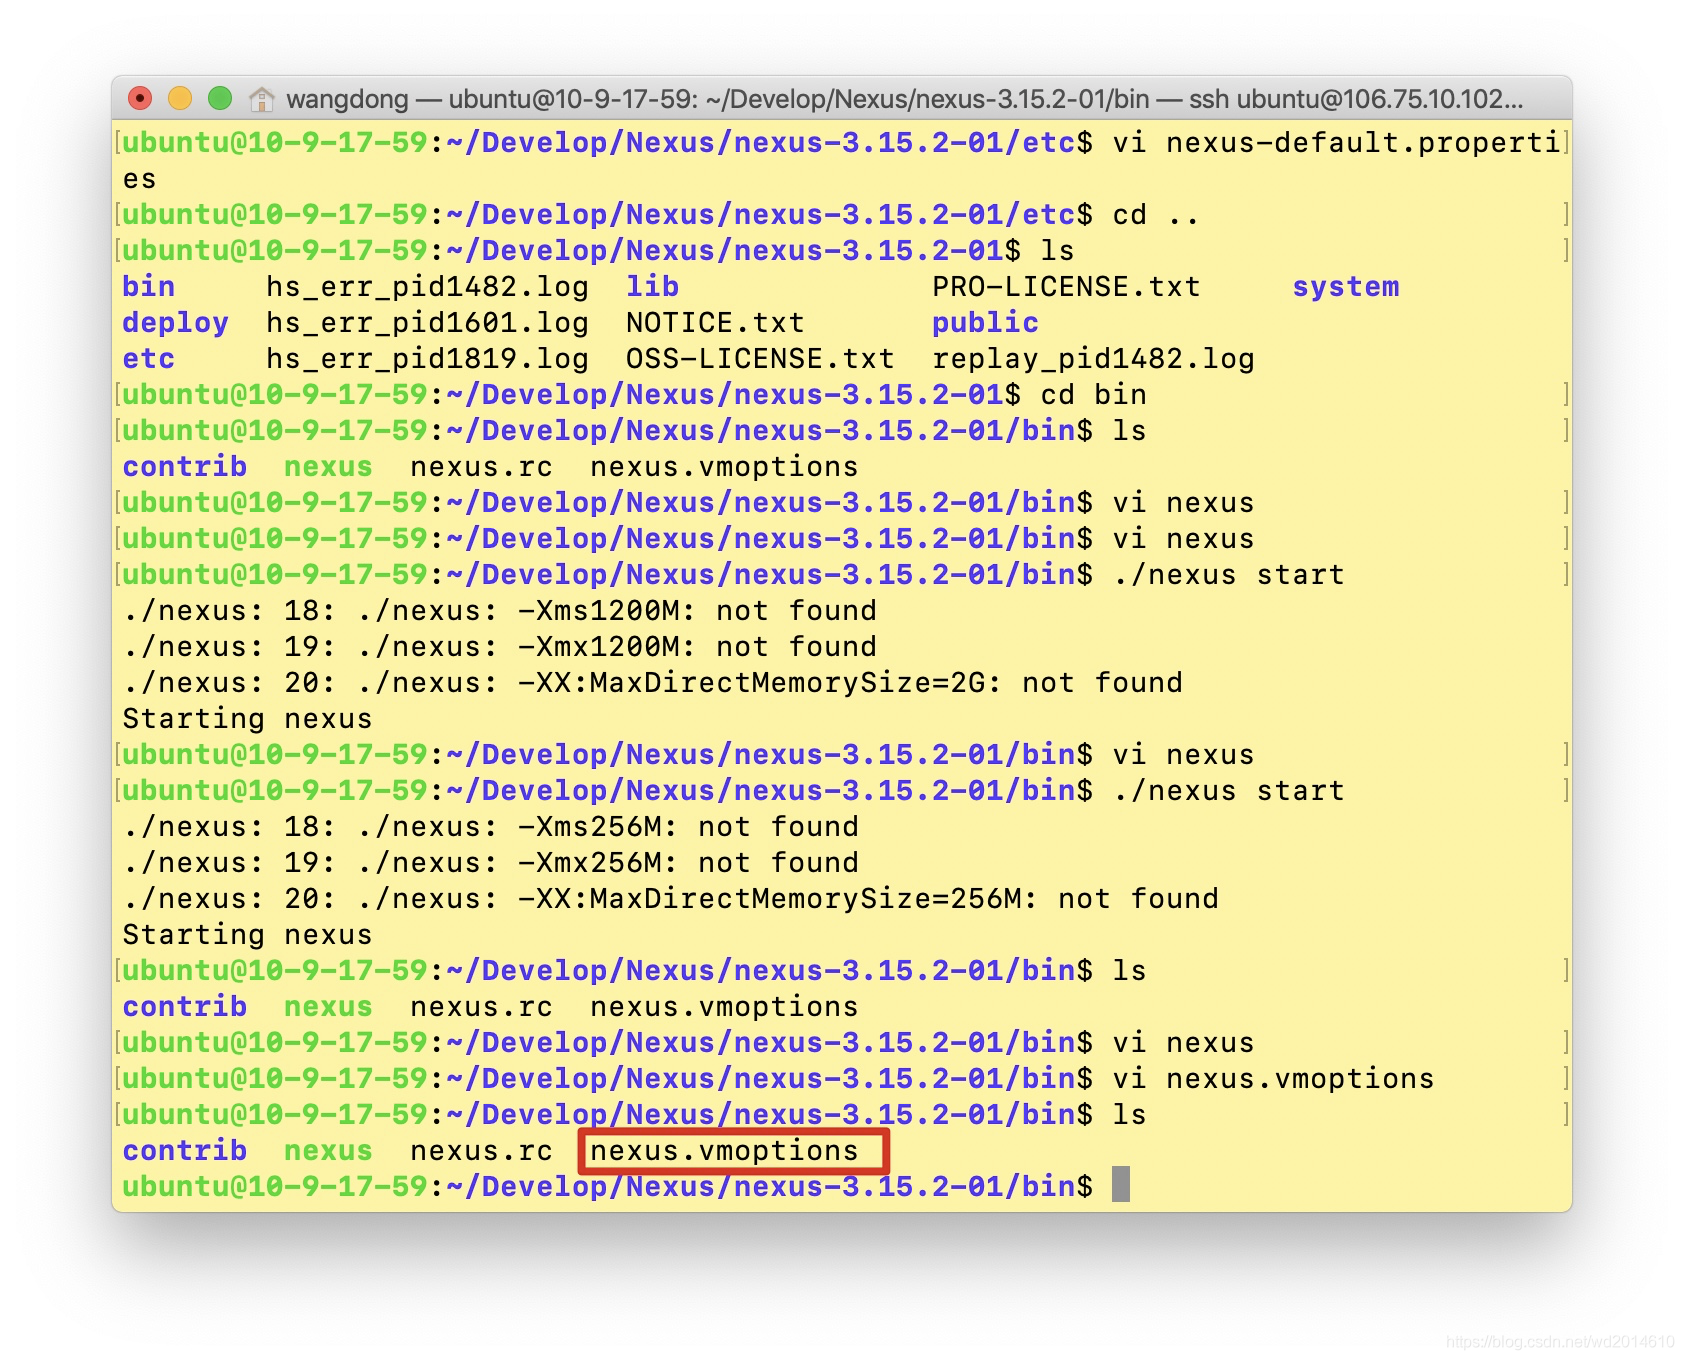 wangdong — ubuntu@10-9-17-59: ~/Develop/Nexus/nexus-3.15.2-01/bin — ssh ubuntu@106.75.10.102...
[ubuntu@10-9-17-59:~/Develop/Nexus/nexus-3.15.2-01/etc$ vi nexus-default.properti]
es
[ubuntu@10-9-17-59:~/Develop/Nexus/nexus-3.15.2-01/etc$ cd .. ]
[ubuntu@10-9-17-59:~/Develop/Nexus/nexus-3.15.2-01$ ls ]
bin hs_err_pid1482.log lib PRO-LICENSE.txt system
deploy hs_err_pid1601.log NOTICE.txt public
etc hs_err_pid1819.log OSS-LICENSE.txt replay_pid1482.log
[ubuntu@10-9-17-59:~/Develop/Nexus/nexus-3.15.2-01$ cd bin ]
[ubuntu@10-9-17-59:~/Develop/Nexus/nexus-3.15.2-01/bin$ ls ]
contrib nexus nexus.rc nexus.vmoptions
[ubuntu@10-9-17-59:~/Develop/Nexus/nexus-3.15.2-01/bin$ vi nexus ]
[ubuntu@10-9-17-59:~/Develop/Nexus/nexus-3.15.2-01/bin$ vi nexus ]
[ubuntu@10-9-17-59:~/Develop/Nexus/nexus-3.15.2-01/bin$ ./nexus start ]
./nexus: 18: ./nexus: -Xms1200M: not found
./nexus: 19: ./nexus: -Xmx1200M: not found
./nexus: 20: ./nexus: -XX:MaxDirectMemorySize=2G: not found
Starting nexus
[ubuntu@10-9-17-59:~/Develop/Nexus/nexus-3.15.2-01/bin$ vi nexus ]
[ubuntu@10-9-17-59:~/Develop/Nexus/nexus-3.15.2-01/bin$ ./nexus start ]
./nexus: 18: ./nexus: -Xms256M: not found
./nexus: 19: ./nexus: -Xmx256M: not found
./nexus: 20: ./nexus: -XX:MaxDirectMemorySize=256M: not found
Starting nexus
[ubuntu@10-9-17-59:~/Develop/Nexus/nexus-3.15.2-01/bin$ ls ]
contrib nexus nexus.rc nexus.vmoptions
[ubuntu@10-9-17-59:~/Develop/Nexus/nexus-3.15.2-01/bin$ vi nexus ]
[ubuntu@10-9-17-59:~/Develop/Nexus/nexus-3.15.2-01/bin$ vi nexus.vmoptions ]
[ubuntu@10-9-17-59:~/Develop/Nexus/nexus-3.15.2-01/bin$ ls ]
contrib nexus nexus.rc nexus.vmoptions
ubuntu@10-9-17-59:~/Develop/Nexus/nexus-3.15.2-01/bin$
https://blog.csdn.net/wd2014610